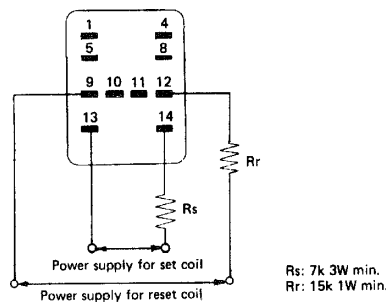 1 4
5 8
9 10 11 12
13 14
Rr
Rs
Power supply for set coil
Rs: 7k 3W min.
Rr: 15k 1W min.
Power supply for reset coil